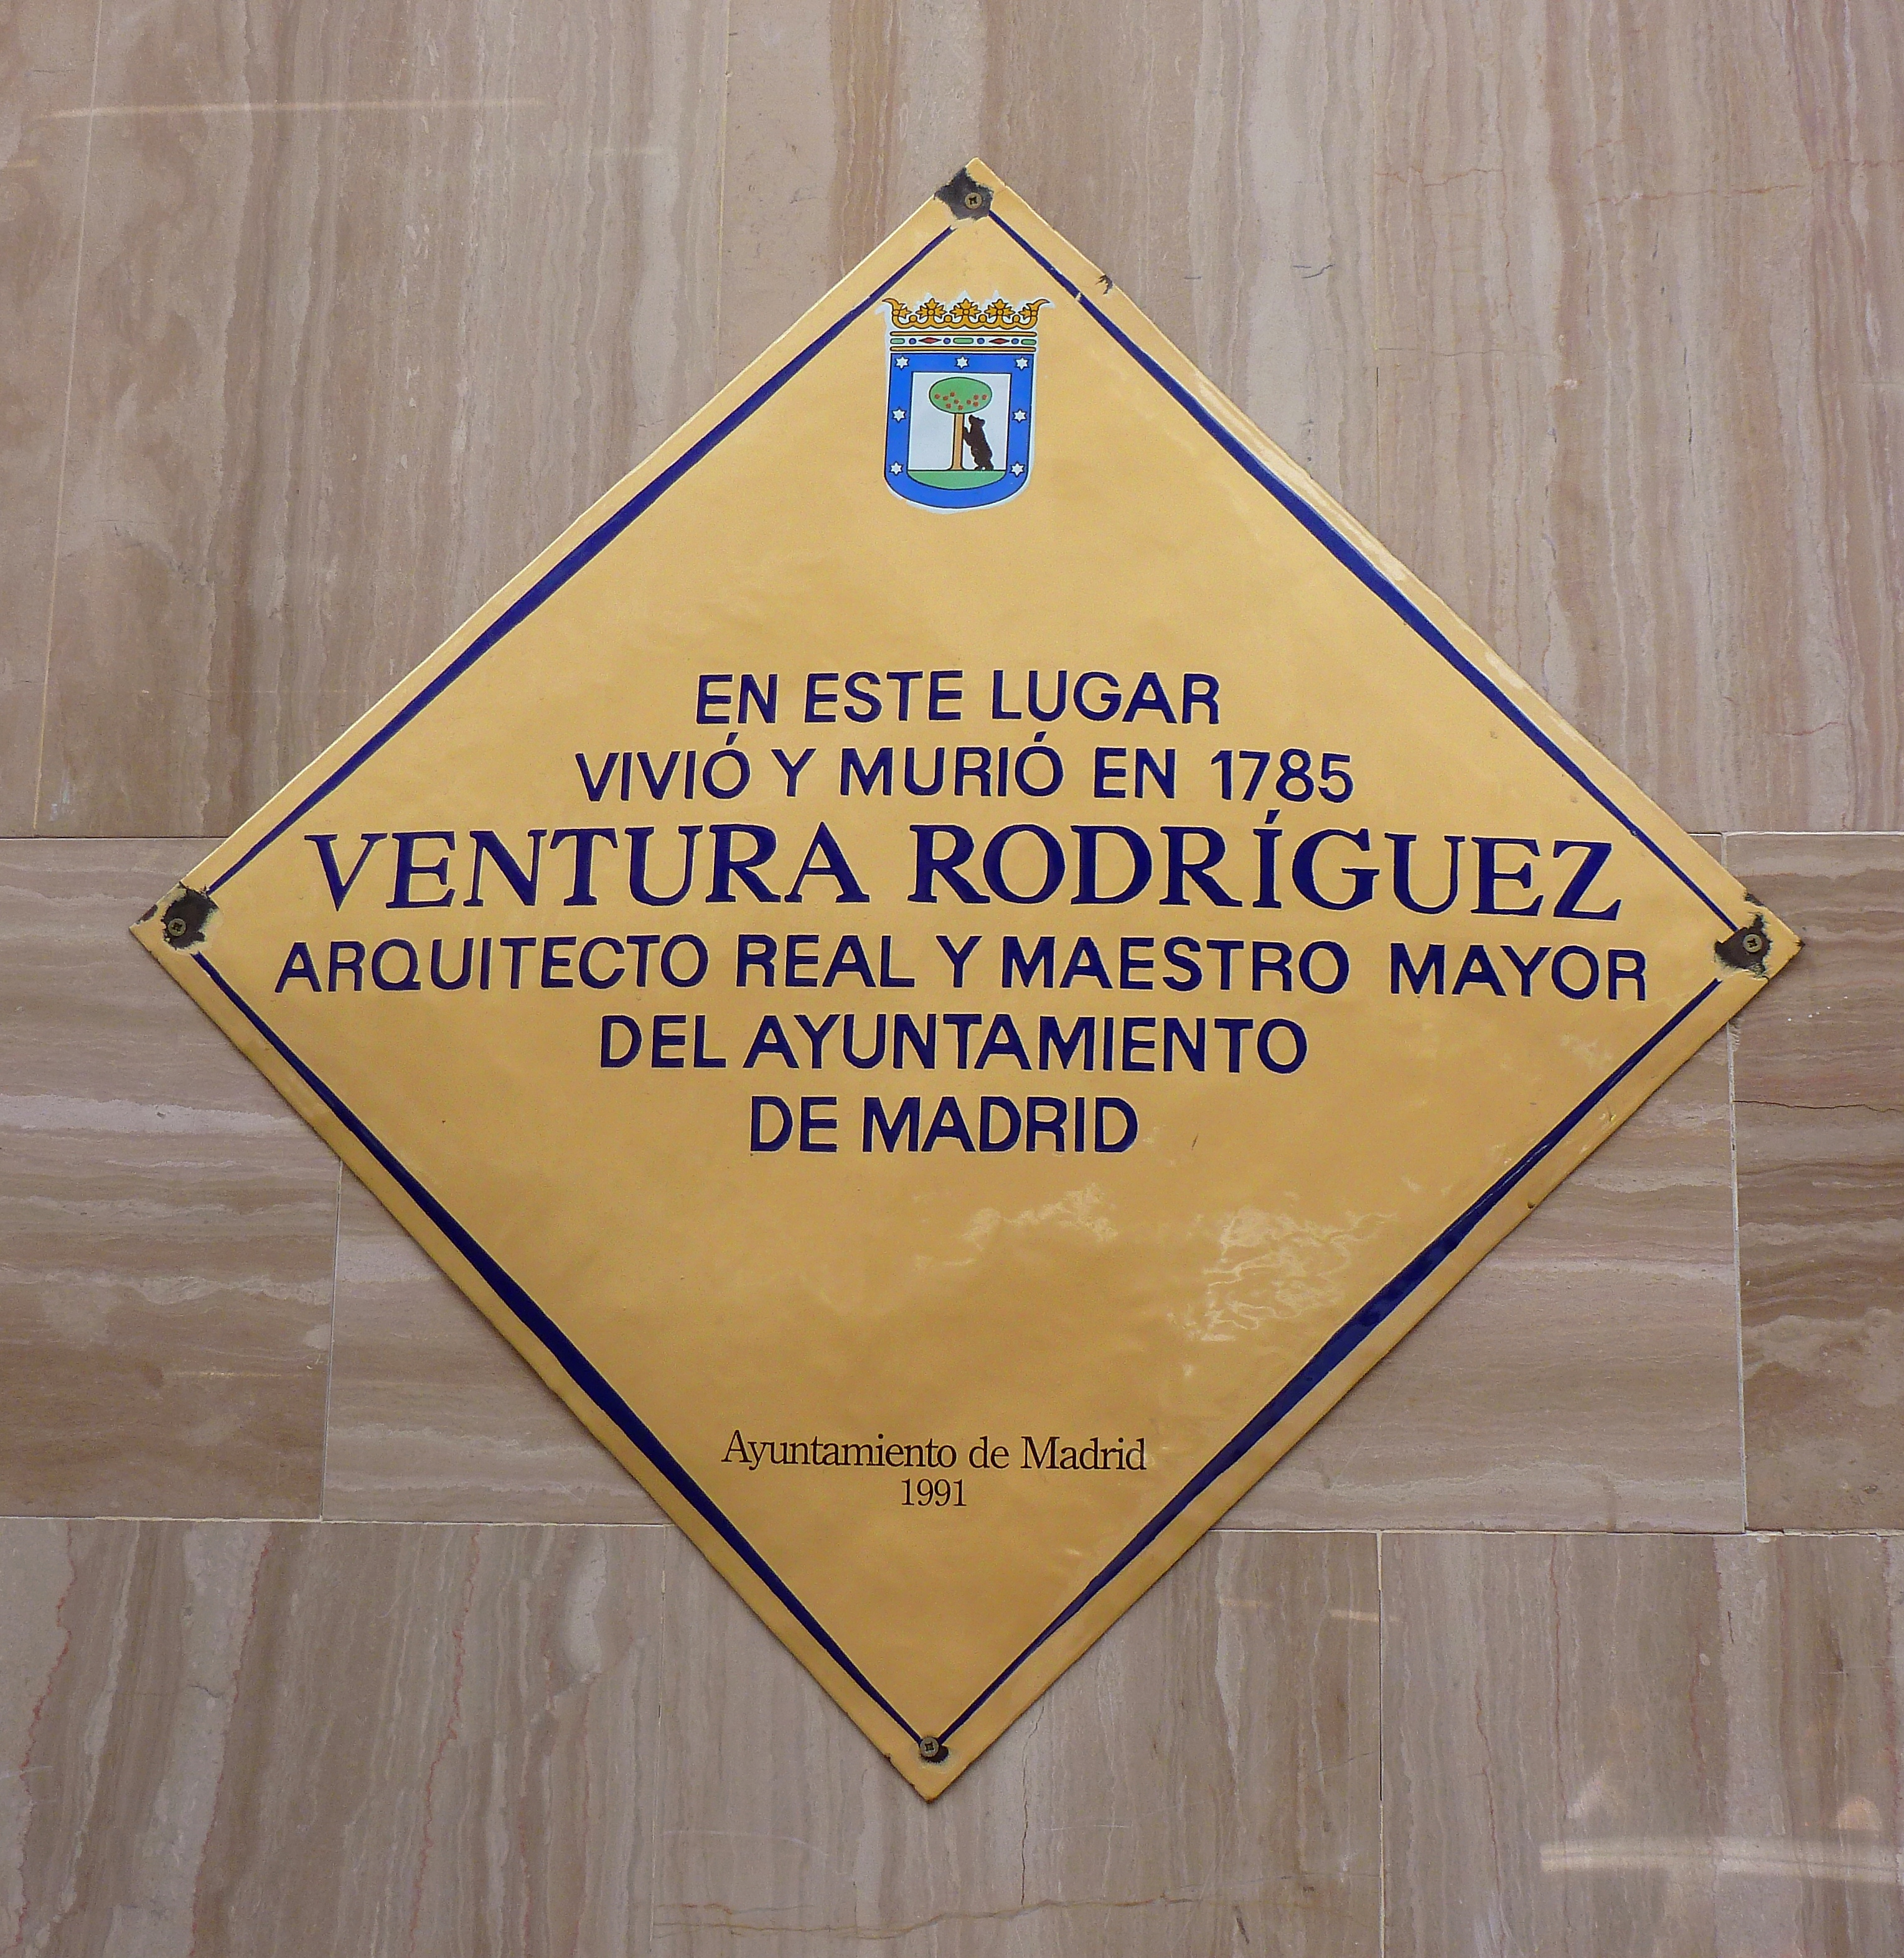 EN ESTE LUGAR
VIVIÓ Y MURIÓ EN 1785
VENTURA RODRÍGUEZ
ARQUITECTO REAL Y MAESTRO MAYOR
DEL AYUNTAMIENTO
DE MADRID
Ayuntamiento de Madrid
1991